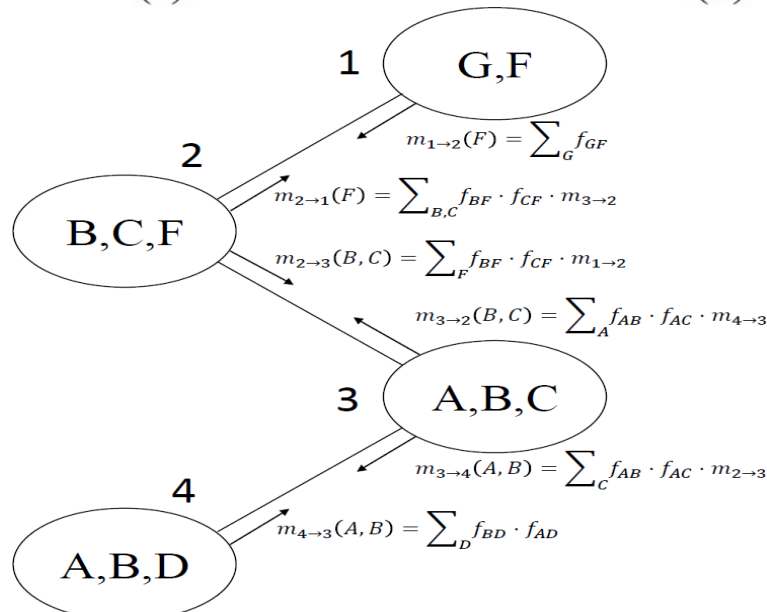 1
G,F
m_{1→2}(F) = ∑_G f_{GF}
2
m_{2→1}(F) = ∑_{B,C} f_{BF} · f_{CF} · m_{3→2}
B,C,F
m_{2→3}(B, C) = ∑_F f_{BF} · f_{CF} · m_{1→2}
m_{3→2}(B, C) = ∑_A f_{AB} · f_{AC} · m_{4→3}
3
A,B,C
m_{3→4}(A, B) = ∑_C f_{AB} · f_{AC} · m_{2→3}
4
m_{4→3}(A, B) = ∑_D f_{BD} · f_{AD}
A,B,D